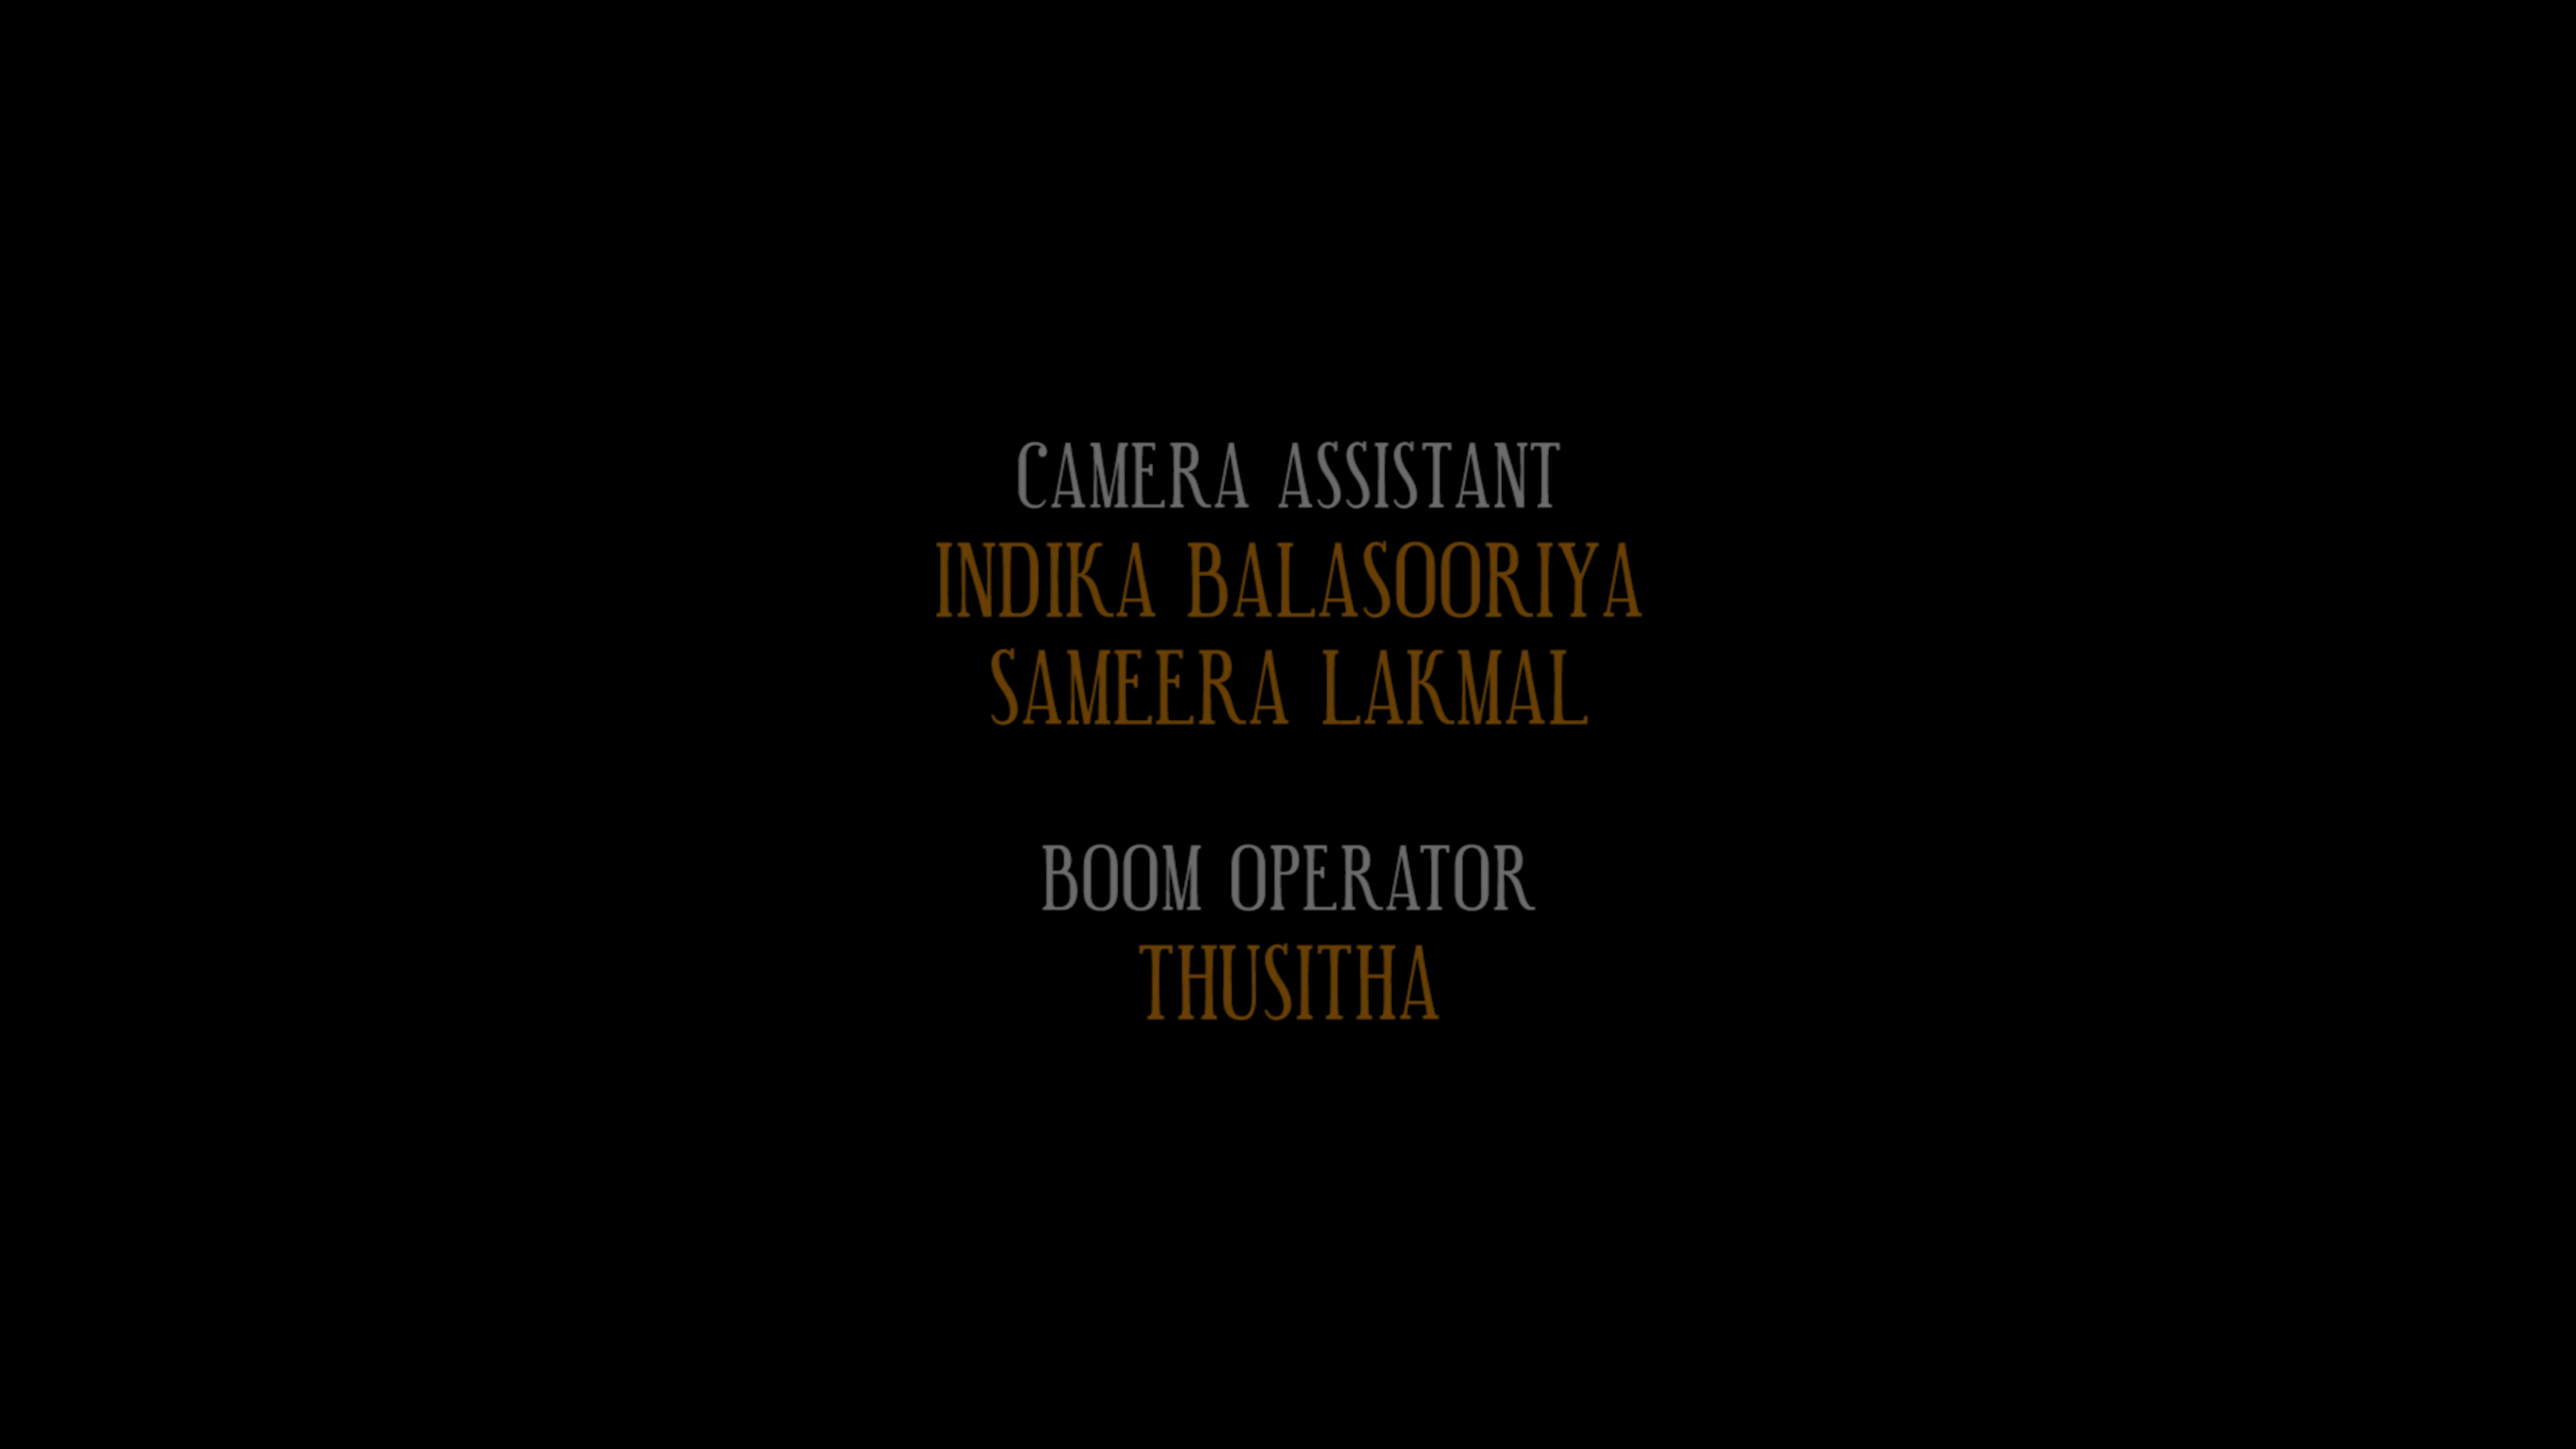 CAMERA ASSISTANT
INDIKA BALASOORIYA
SAMEERA LAKMAL
BOOM OPERATOR
THUSITHA